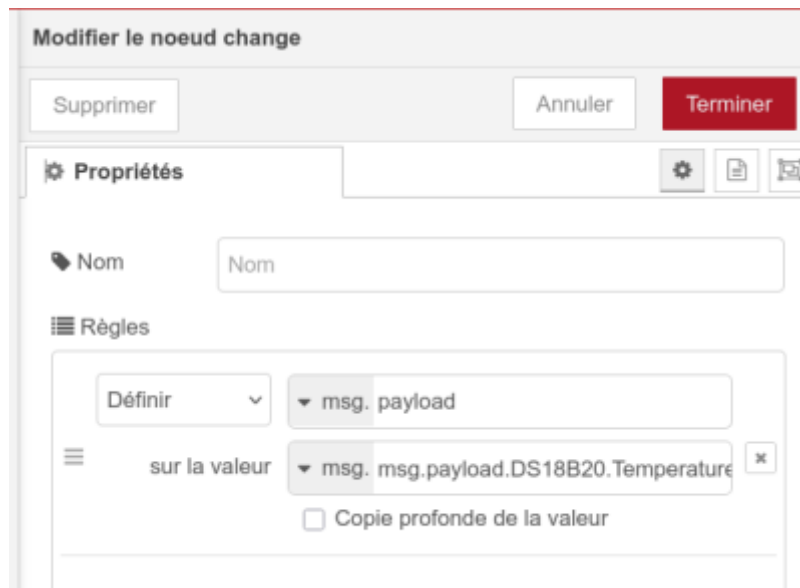 Modifier le noeud change
Supprimer Annuler Terminer
Propriétés
Nom Nom
Règles
Définir msg. payload
sur la valeur msg. msg.payload.DS18B20.Temperature
Copie profonde de la valeur